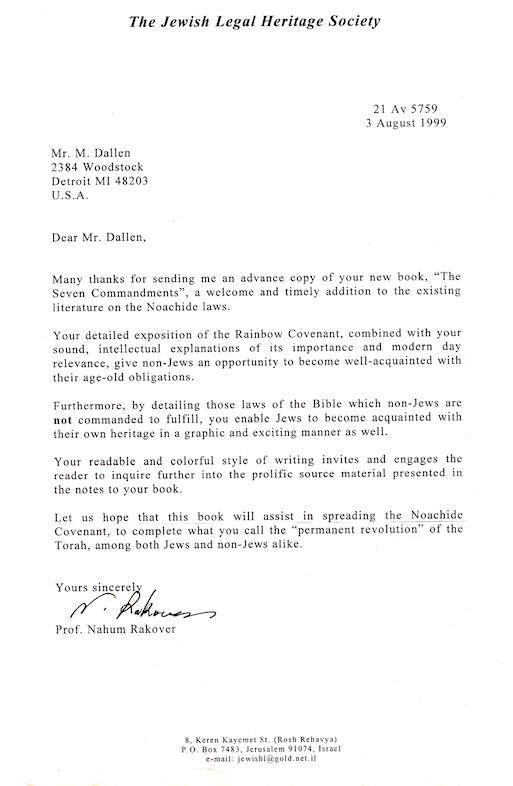 The Jewish Legal Heritage Society
21 Av 5759
3 August 1999
Mr. M. Dallen
2384 Woodstock
Detroit MI 48203
U.S.A.
Dear Mr. Dallen,
Many thanks for sending me an advance copy of your new book, “The
Seven Commandments”, a welcome and timely addition to the existing
literature on the Noachide laws.
Your detailed exposition of the Rainbow Covenant, combined with your
sound, intellectual explanations of its importance and modern day
relevance, give non-Jews an opportunity to become well-acquainted with
their age-old obligations.
Furthermore, by detailing those laws of the Bible which non-Jews are
not commanded to fulfill, you enable Jews to become acquainted with
their own heritage in a graphic and exciting manner as well.
Your readable and colorful style of writing invites and engages the
reader to inquire further into the prolific source material presented in
the notes to your book.
Let us hope that this book will assist in spreading the Noachide
Covenant, to complete what you call the “permanent revolution” of the
Torah, among both Jews and non-Jews alike.
Yours sincerely
N. Rakover
Prof. Nahum Rakover
8, Keren Kayemet St. (Rosh Rehavya)
P.O. Box 7483, Jerusalem 91074, Israel
e-mail: jewishl@gold.net.il